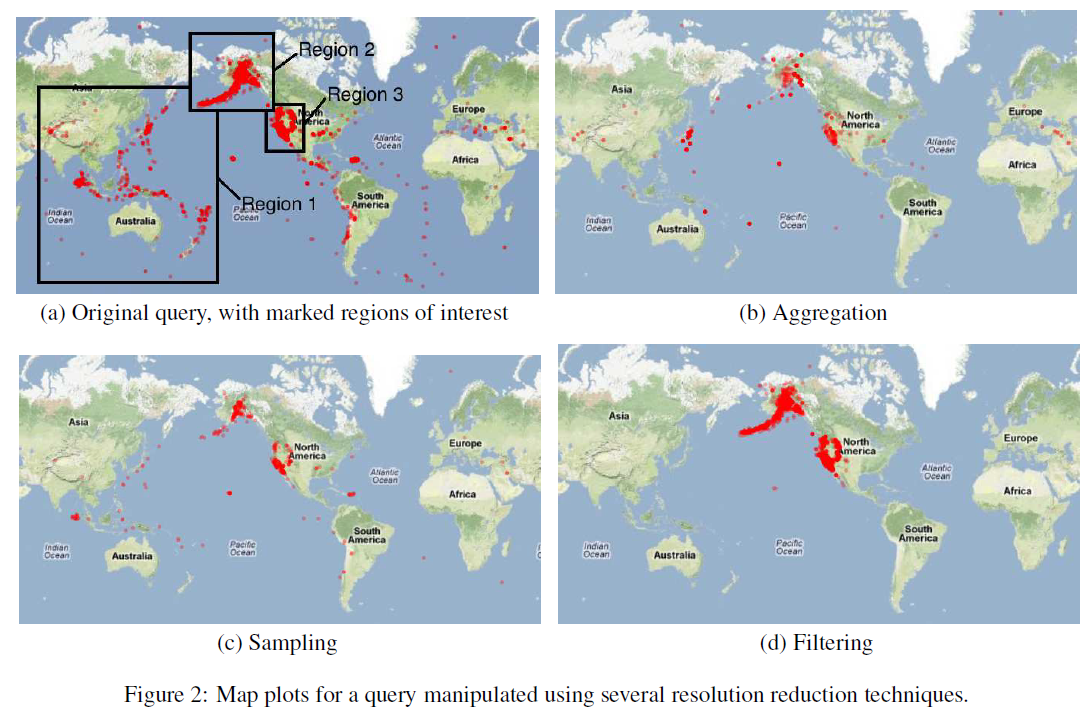 Region 2
Region 3
Region 1
Asia
North
America
Atlantic
Ocean
Europe
Africa
South
America
Indian
Ocean
Australia
Pacific
Ocean
(a) Original query, with marked regions of interest
Asia
North
America
Atlantic
Ocean
Europe
Africa
South
America
Indian
Ocean
Australia
Pacific
Ocean
(b) Aggregation
Asia
North
America
Atlantic
Ocean
Europe
Africa
South
America
Indian
Ocean
Australia
Pacific
Ocean
(c) Sampling
Asia
North
America
Atlantic
Ocean
Europe
Africa
South
America
Indian
Ocean
Australia
Pacific
Ocean
(d) Filtering
Figure 2: Map plots for a query manipulated using several resolution reduction techniques.